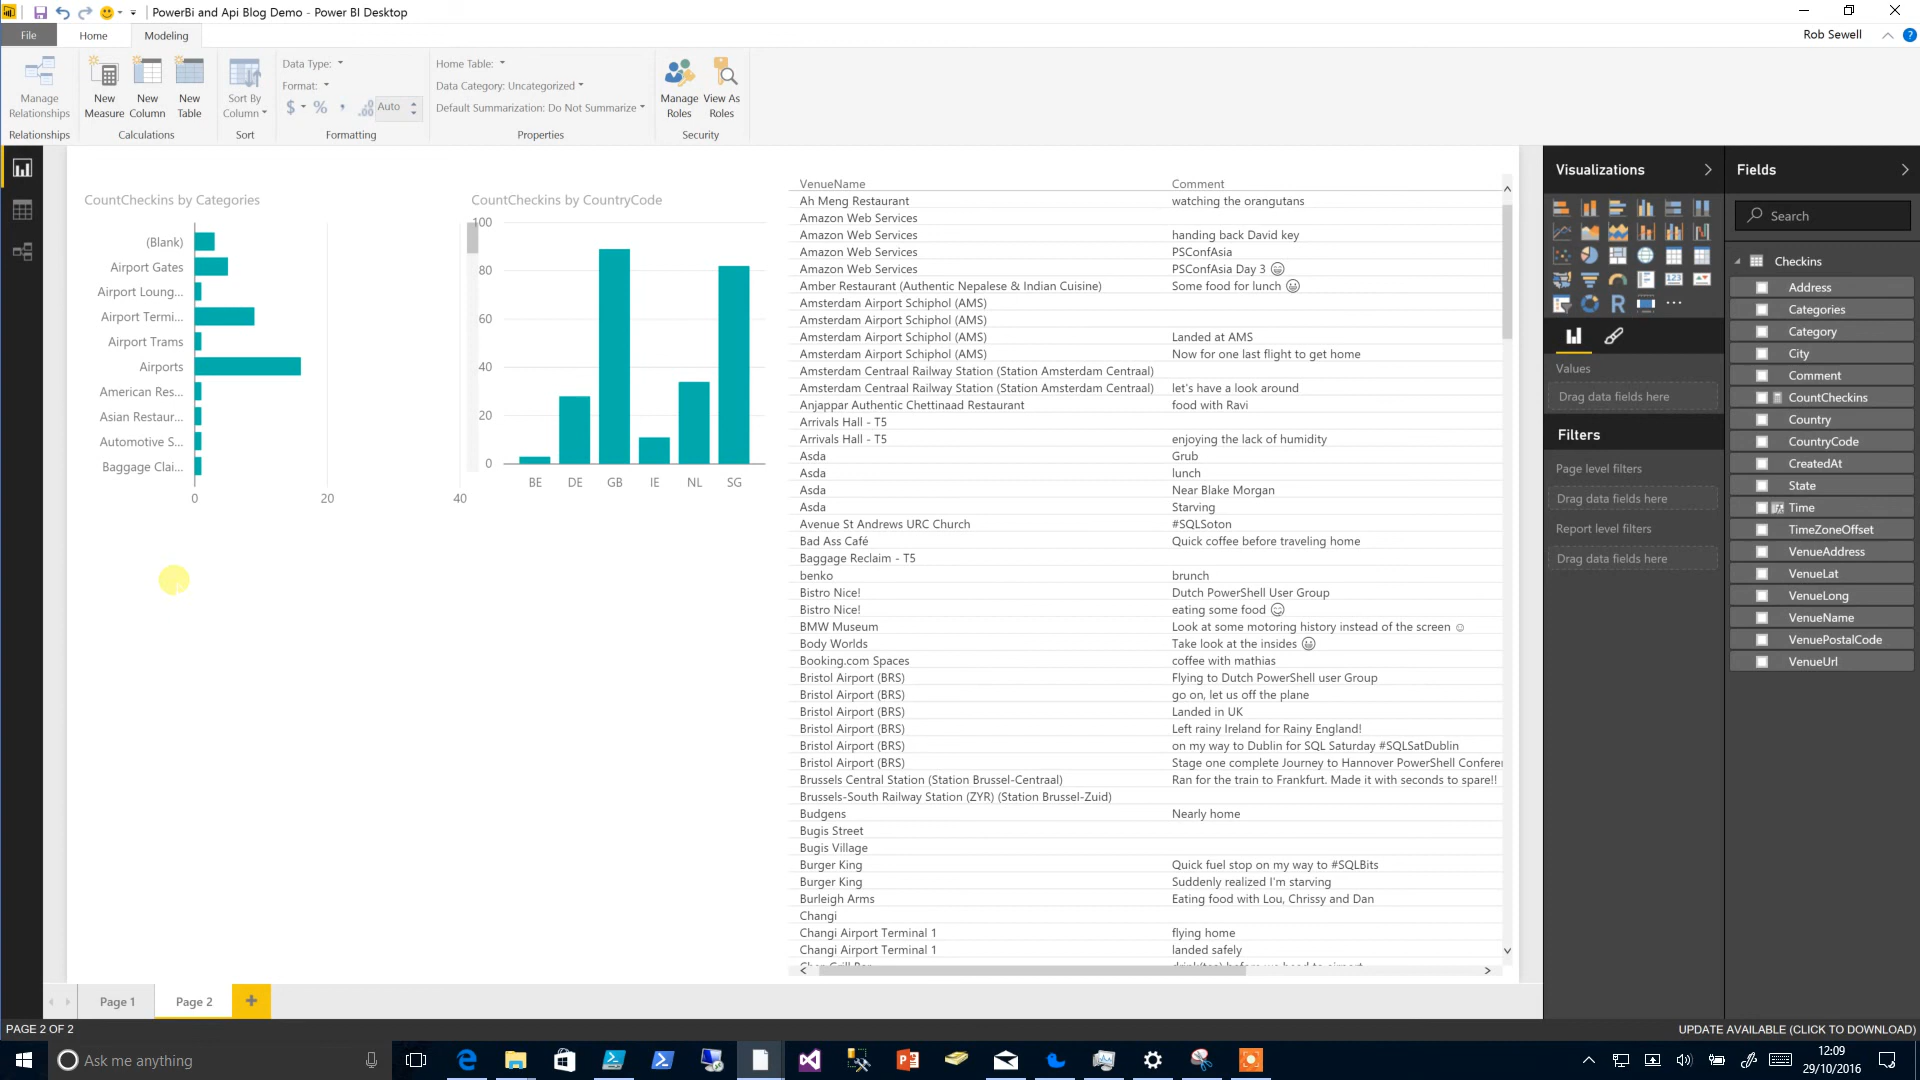 PowerBi and Api Blog Demo - Power BI Desktop
File
Home
Modeling
Rob Sewell
Manage Relationships
Relationships
New Measure
New Column
New Table
Calculations
Sort By Column
Sort
Data Type:
Format:
$ % , .00 Auto
Formatting
Home Table:
Data Category: Uncategorized
Default Summarization: Do Not Summarize
Properties
Manage Roles
View As Roles
Security
CountCheckins by Categories
(Blank)
Airport Gates
Airport Loung...
Airport Termi...
Airport Trams
Airports
American Res...
Asian Restaur...
Automotive S...
Baggage Clai...
0 20 40
CountCheckins by CountryCode
100
80
60
40
20
0
BE DE GB IE NL SG
VenueName Comment
Ah Meng Restaurant watching the orangutans
Amazon Web Services
Amazon Web Services handing back David key
Amazon Web Services PSConfAsia
Amazon Web Services PSConfAsia Day 3 😀
Amber Restaurant (Authentic Nepalese & Indian Cuisine) Some food for lunch 😀
Amsterdam Airport Schiphol (AMS)
Amsterdam Airport Schiphol (AMS)
Amsterdam Airport Schiphol (AMS) Landed at AMS
Amsterdam Airport Schiphol (AMS) Now for one last flight to get home
Amsterdam Centraal Railway Station (Station Amsterdam Centraal)
Amsterdam Centraal Railway Station (Station Amsterdam Centraal) let's have a look around
Anjappar Authentic Chettinaad Restaurant food with Ravi
Arrivals Hall - T5
Arrivals Hall - T5 enjoying the lack of humidity
Asda Grub
Asda lunch
Asda Near Blake Morgan
Asda Starving
Avenue St Andrews URC Church #SQLSoton
Bad Ass Café Quick coffee before traveling home
Baggage Reclaim - T5
benko brunch
Bistro Nice! Dutch PowerShell User Group
Bistro Nice! eating some food 😋
BMW Museum Look at some motoring history instead of the screen ☺
Body Worlds Take look at the insides 😀
Booking.com Spaces coffee with mathias
Bristol Airport (BRS) Flying to Dutch PowerShell user Group
Bristol Airport (BRS) go on, let us off the plane
Bristol Airport (BRS) Landed in UK
Bristol Airport (BRS) Left rainy Ireland for Rainy England!
Bristol Airport (BRS) on my way to Dublin for SQL Saturday #SQLSatDublin
Bristol Airport (BRS) Stage one complete Journey to Hannover PowerShell Conferer
Brussels Central Station (Station Brussel-Centraal) Ran for the train to Frankfurt. Made it with seconds to spare!!
Brussels-South Railway Station (ZYR) (Station Brussel-Zuid)
Budgens Nearly home
Bugis Street
Bugis Village
Burger King Quick fuel stop on my way to #SQLBits
Burger King Suddenly realized I'm starving
Burleigh Arms Eating food with Lou, Chrissy and Dan
Changi
Changi Airport Terminal 1 flying home
Changi Airport Terminal 1 landed safely
Visualizations
R
Values
Drag data fields here
Filters
Page level filters
Drag data fields here
Report level filters
Drag data fields here
Fields
Search
Checkins
Address
Categories
Category
City
Comment
CountCheckins
Country
CountryCode
CreatedAt
State
Time
TimeZoneOffset
VenueAddress
VenueLat
VenueLong
VenueName
VenuePostalCode
VenueUrl
Page 1
Page 2
+
PAGE 2 OF 2
UPDATE AVAILABLE (CLICK TO DOWNLOAD)
Ask me anything
12:09
29/10/2016